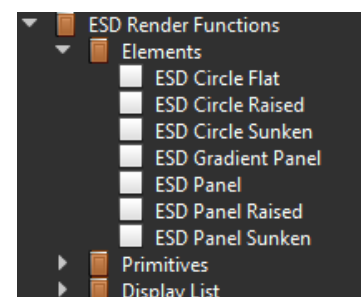 ESD Render Functions
Elements
ESD Circle Flat
ESD Circle Raised
ESD Circle Sunken
ESD Gradient Panel
ESD Panel
ESD Panel Raised
ESD Panel Sunken
Primitives
Display List